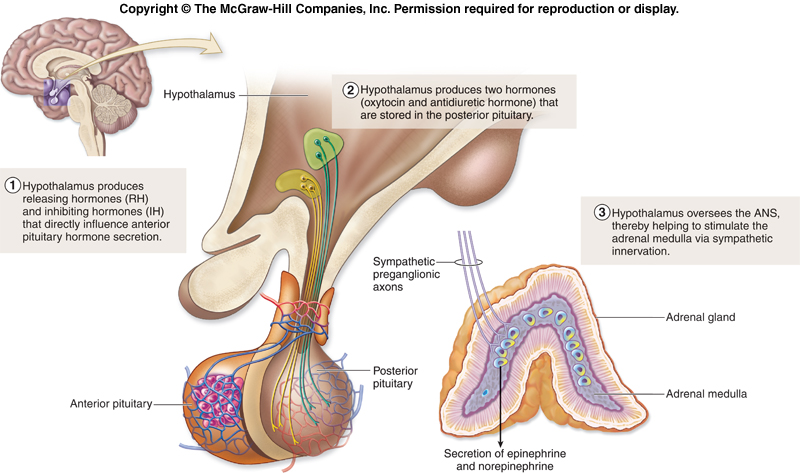 Copyright © The McGraw-Hill Companies, Inc. Permission required for reproduction or display.
Hypothalamus
2 Hypothalamus produces two hormones
(oxytocin and antidiuretic hormone) that
are stored in the posterior pituitary.
1 Hypothalamus produces
releasing hormones (RH)
and inhibiting hormones (IH)
that directly influence anterior
pituitary hormone secretion.
3 Hypothalamus oversees the ANS,
thereby helping to stimulate the
adrenal medulla via sympathetic
innervation.
Sympathetic
preganglionic
axons
Adrenal gland
Posterior
pituitary
Adrenal medulla
Anterior pituitary
Secretion of epinephrine
and norepinephrine